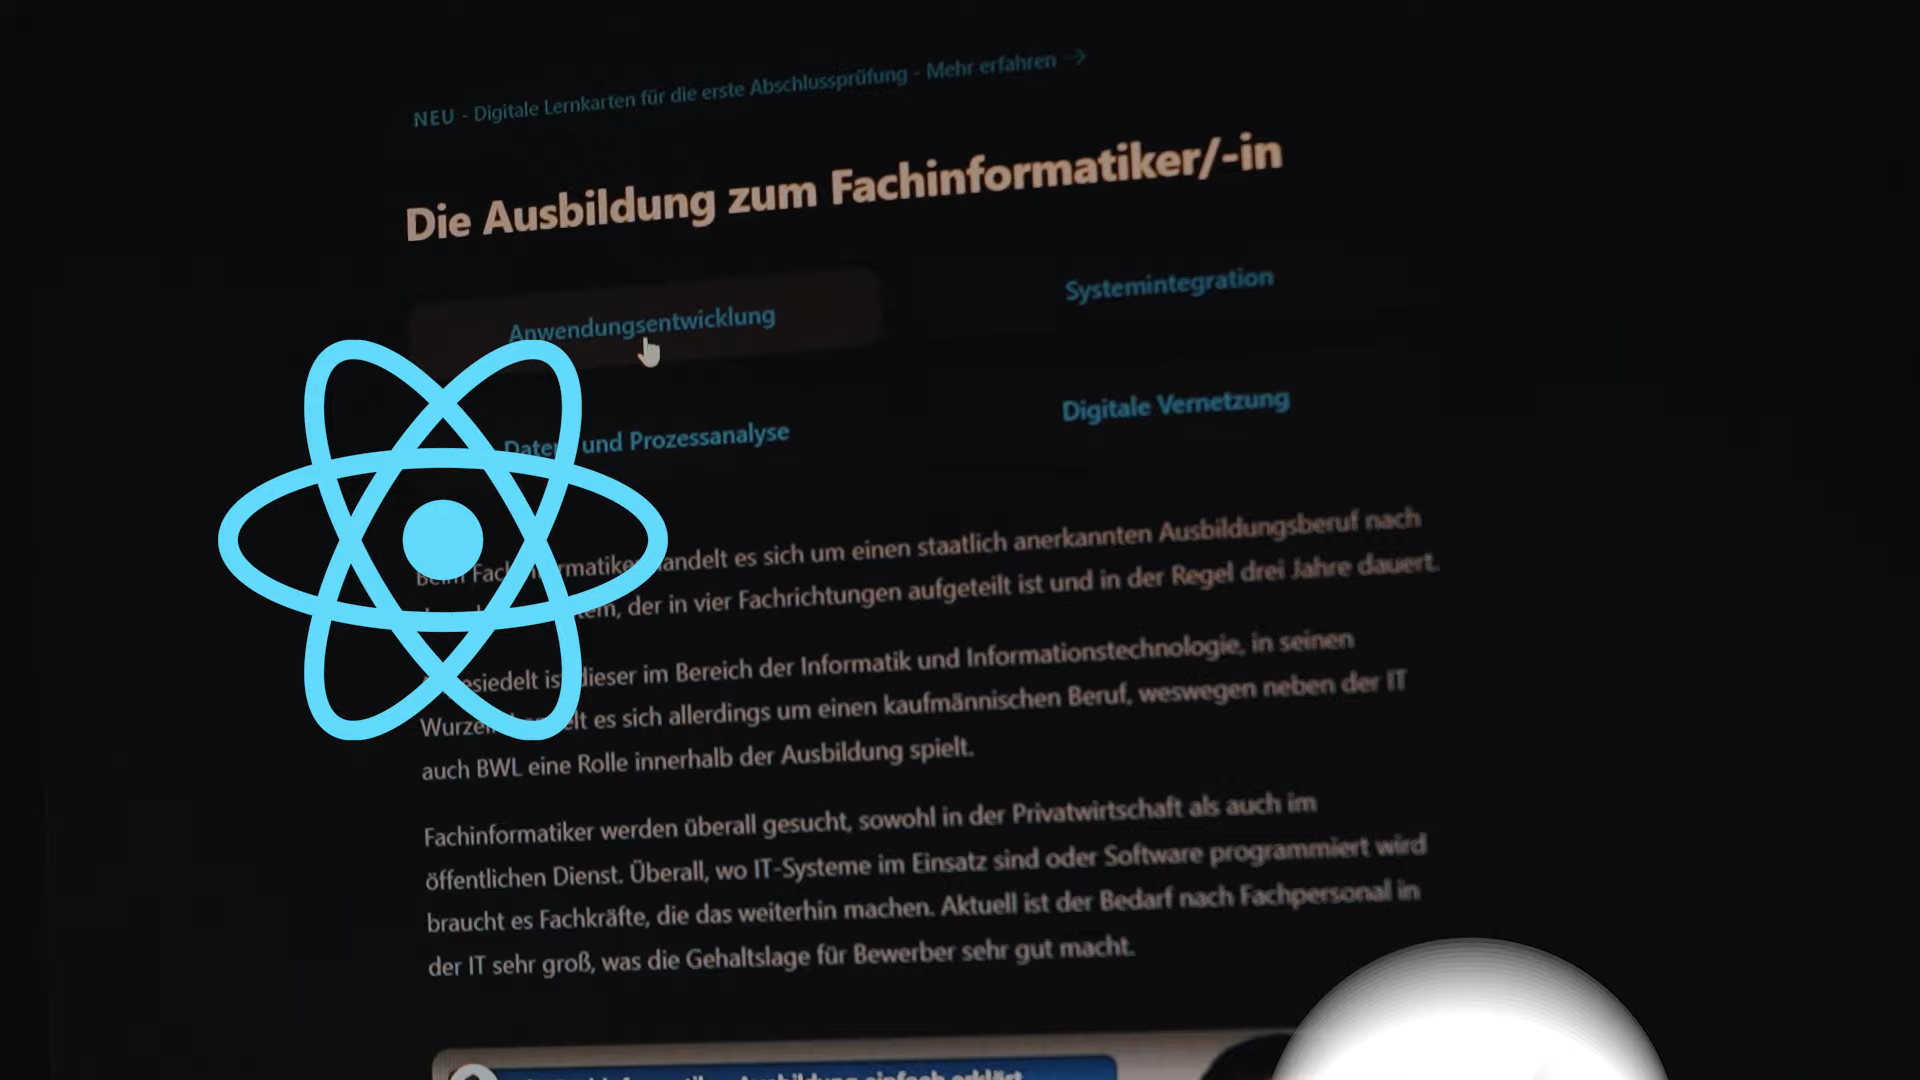 NEU - Digitale Lernkarten für die erste Abschlussprüfung - Mehr erfahren →
Die Ausbildung zum Fachinformatiker/-in
Anwendungsentwicklung
Systemintegration
Daten und Prozessanalyse
Digitale Vernetzung
Beim Fachinformatiker handelt es sich um einen staatlich anerkannten Ausbildungsberuf nach
der in vier Fachrichtungen aufgeteilt ist und in der Regel drei Jahre dauert.
dieser im Bereich der Informatik und Informationstechnologie, in seinen
es sich allerdings um einen kaufmännischen Beruf, weswegen neben der IT
auch BWL eine Rolle innerhalb der Ausbildung spielt.
Fachinformatiker werden überall gesucht, sowohl in der Privatwirtschaft als auch im
öffentlichen Dienst. Überall, wo IT-Systeme im Einsatz sind oder Software programmiert wird
braucht es Fachkräfte, die das weiterhin machen. Aktuell ist der Bedarf nach Fachpersonal in
der IT sehr groß, was die Gehaltslage für Bewerber sehr gut macht.
einfach erklärt